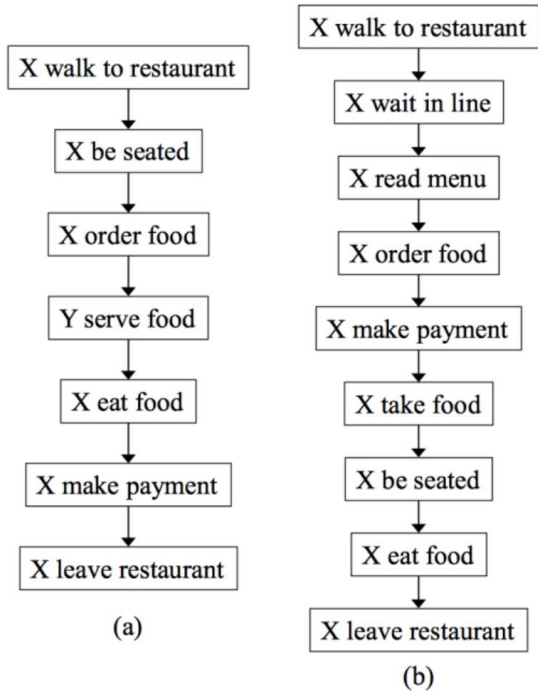 X walk to restaurant
X be seated
X order food
Y serve food
X eat food
X make payment
X leave restaurant
(a)
X walk to restaurant
X wait in line
X read menu
X order food
X make payment
X take food
X be seated
X eat food
X leave restaurant
(b)